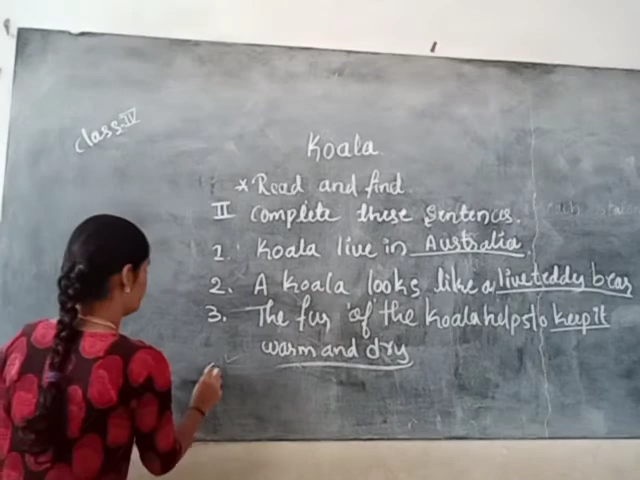 Class: IV
Koala
* Read and find
II Complete these Sentences.
1. Koala live in Australia.
2. A koala looks like a live teddy bear
3. The fur of the koala helps to keep it
warm and dry